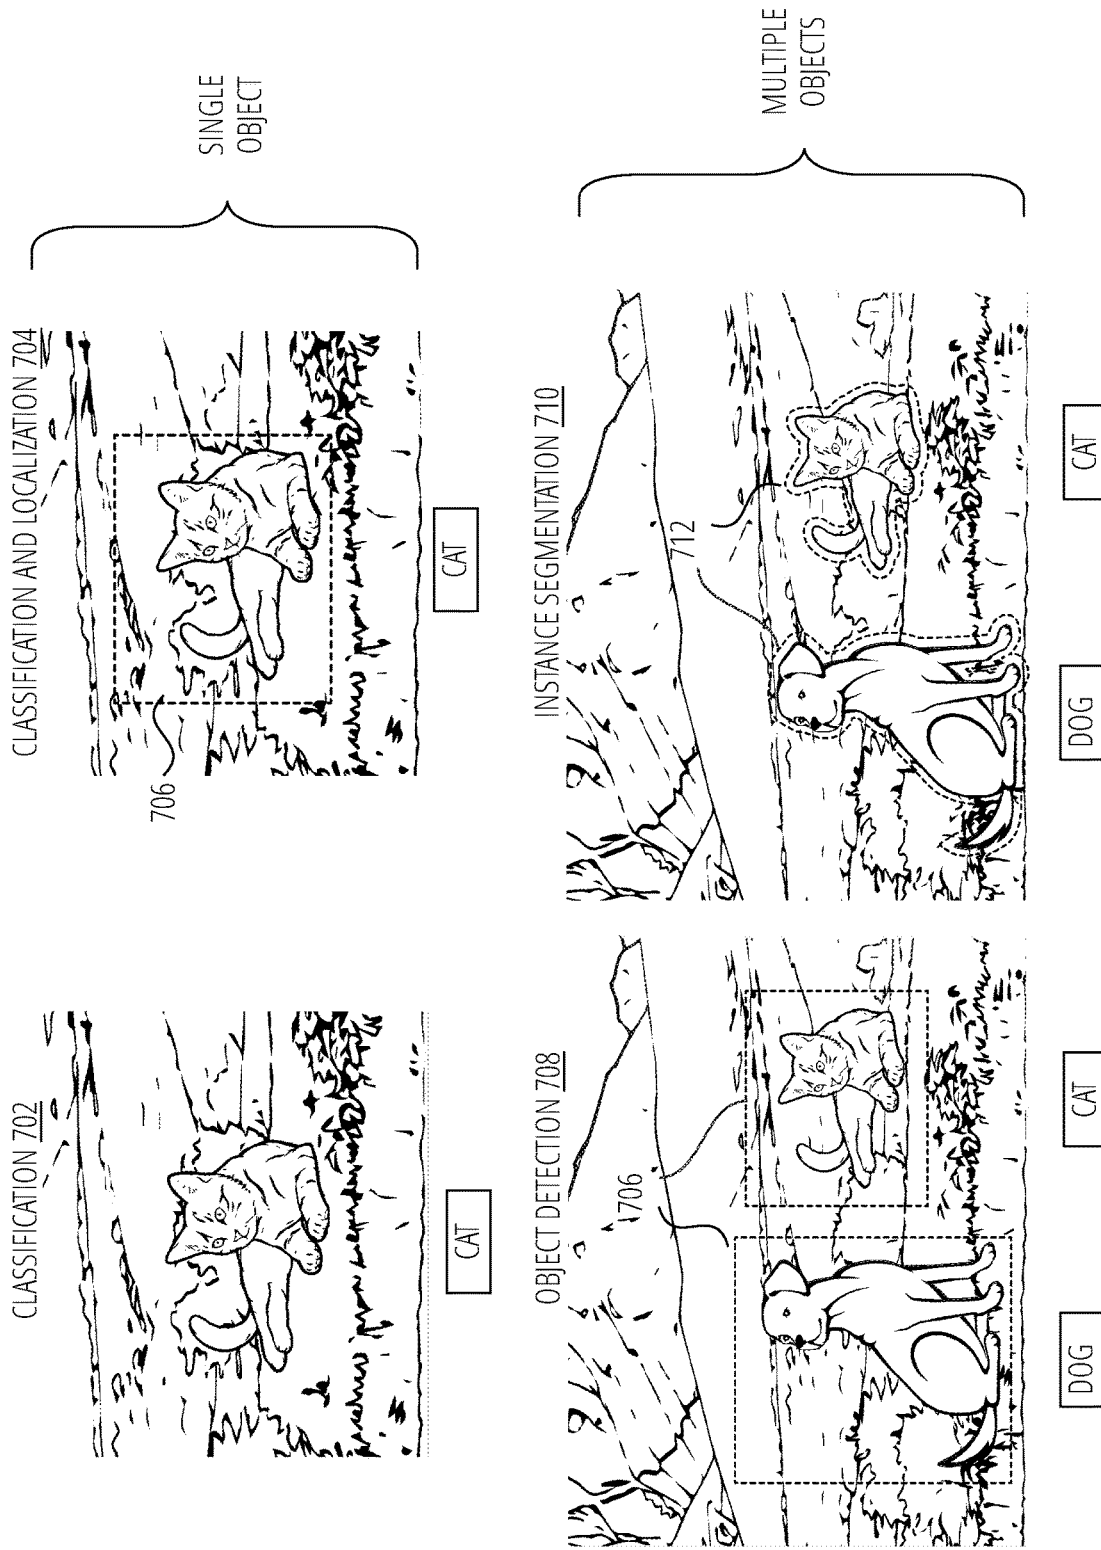 CLASSIFICATION 702
CAT
CLASSIFICATION AND LOCALIZATION 704
706
CAT
SINGLE
OBJECT
OBJECT DETECTION 708
706
DOG
CAT
INSTANCE SEGMENTATION 710
712
DOG
CAT
MULTIPLE
OBJECTS